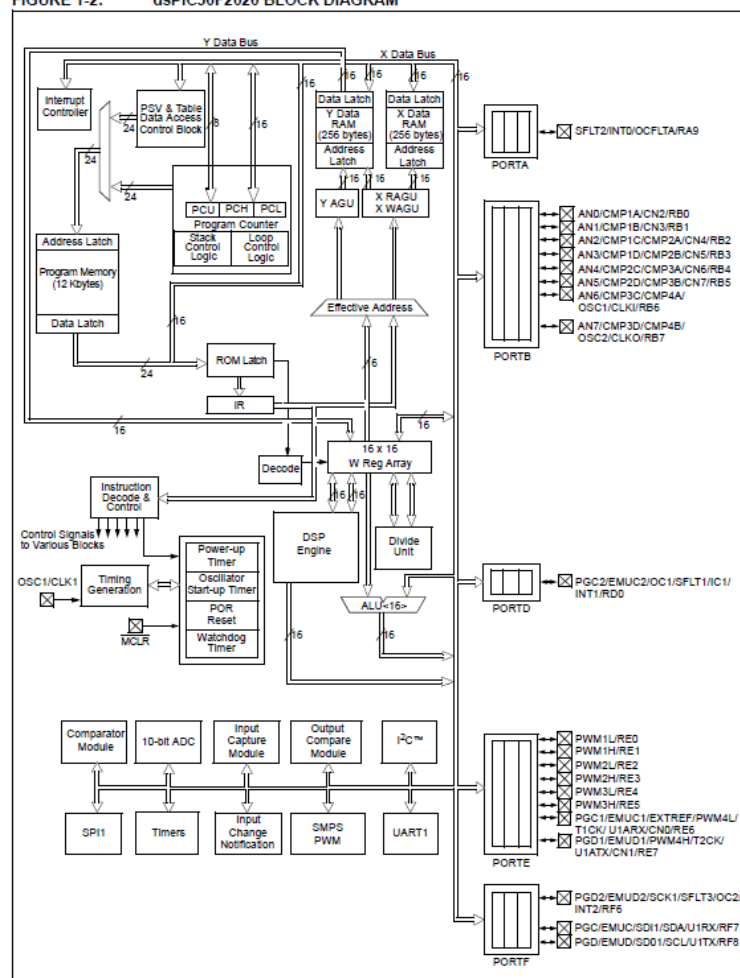 FIGURE 1-2: dsPIC30F2020 BLOCK DIAGRAM
Y Data Bus
X Data Bus
16
16
16
16
16
16
Interrupt
Controller
PSV & Table
Data Access
Control Block
8
16
24
24
24
Data Latch
Y Data
RAM
(256 bytes)
Address
Latch
Data Latch
X Data
RAM
(256 bytes)
Address
Latch
16
16
16
Y AGU
X RAGU
X WAGU
PCU
PCH
PCL
Program Counter
Stack
Control
Logic
Loop
Control
Logic
Address Latch
Program Memory
(12 Kbytes)
Data Latch
16
24
Effective Address
ROM Latch
IR
16
6
16
16 x 16
W Reg Array
Decode
Instruction
Decode &
Control
16
16
Control Signals
to Various Blocks
DSP
Engine
Divide
Unit
Power-up
Timer
Oscillator
Start-up Timer
POR
Reset
Watchdog
Timer
OSC1/CLK1
Timing
Generation
MCLR
ALU<16>
16
16
Comparator
Module
10-bit ADC
Input
Capture
Module
Output
Compare
Module
I²C™
SPI1
Timers
Input
Change
Notification
SMPS
PWM
UART1
SFLT2/INT0/OCFLTA/RA9
PORTA
AN0/CMP1A/CN2/RB0
AN1/CMP1B/CN3/RB1
AN2/CMP1C/CMP2A/CN4/RB2
AN3/CMP1D/CMP2B/CN5/RB3
AN4/CMP2C/CMP3A/CN6/RB4
AN5/CMP2D/CMP3B/CN7/RB5
AN6/CMP3C/CMP4A/
OSC1/CLKI/RB6
AN7/CMP3D/CMP4B/
OSC2/CLKO/RB7
PORTB
PGC2/EMUC2/OC1/SFLT1/IC1/
INT1/RD0
PORTD
PWM1L/RE0
PWM1H/RE1
PWM2L/RE2
PWM2H/RE3
PWM3L/RE4
PWM3H/RE5
PGC1/EMUC1/EXTREF/PWM4L/
T1CK/ U1ARX/CN0/RE6
PGD1/EMUD1/PWM4H/T2CK/
U1ATX/CN1/RE7
PORTE
PGD2/EMUD2/SCK1/SFLT3/OC2/
INT2/RF6
PGC/EMUC/SDI1/SDA/U1RX/RF7
PGD/EMUD/SD01/SCL/U1TX/RF8
PORTF